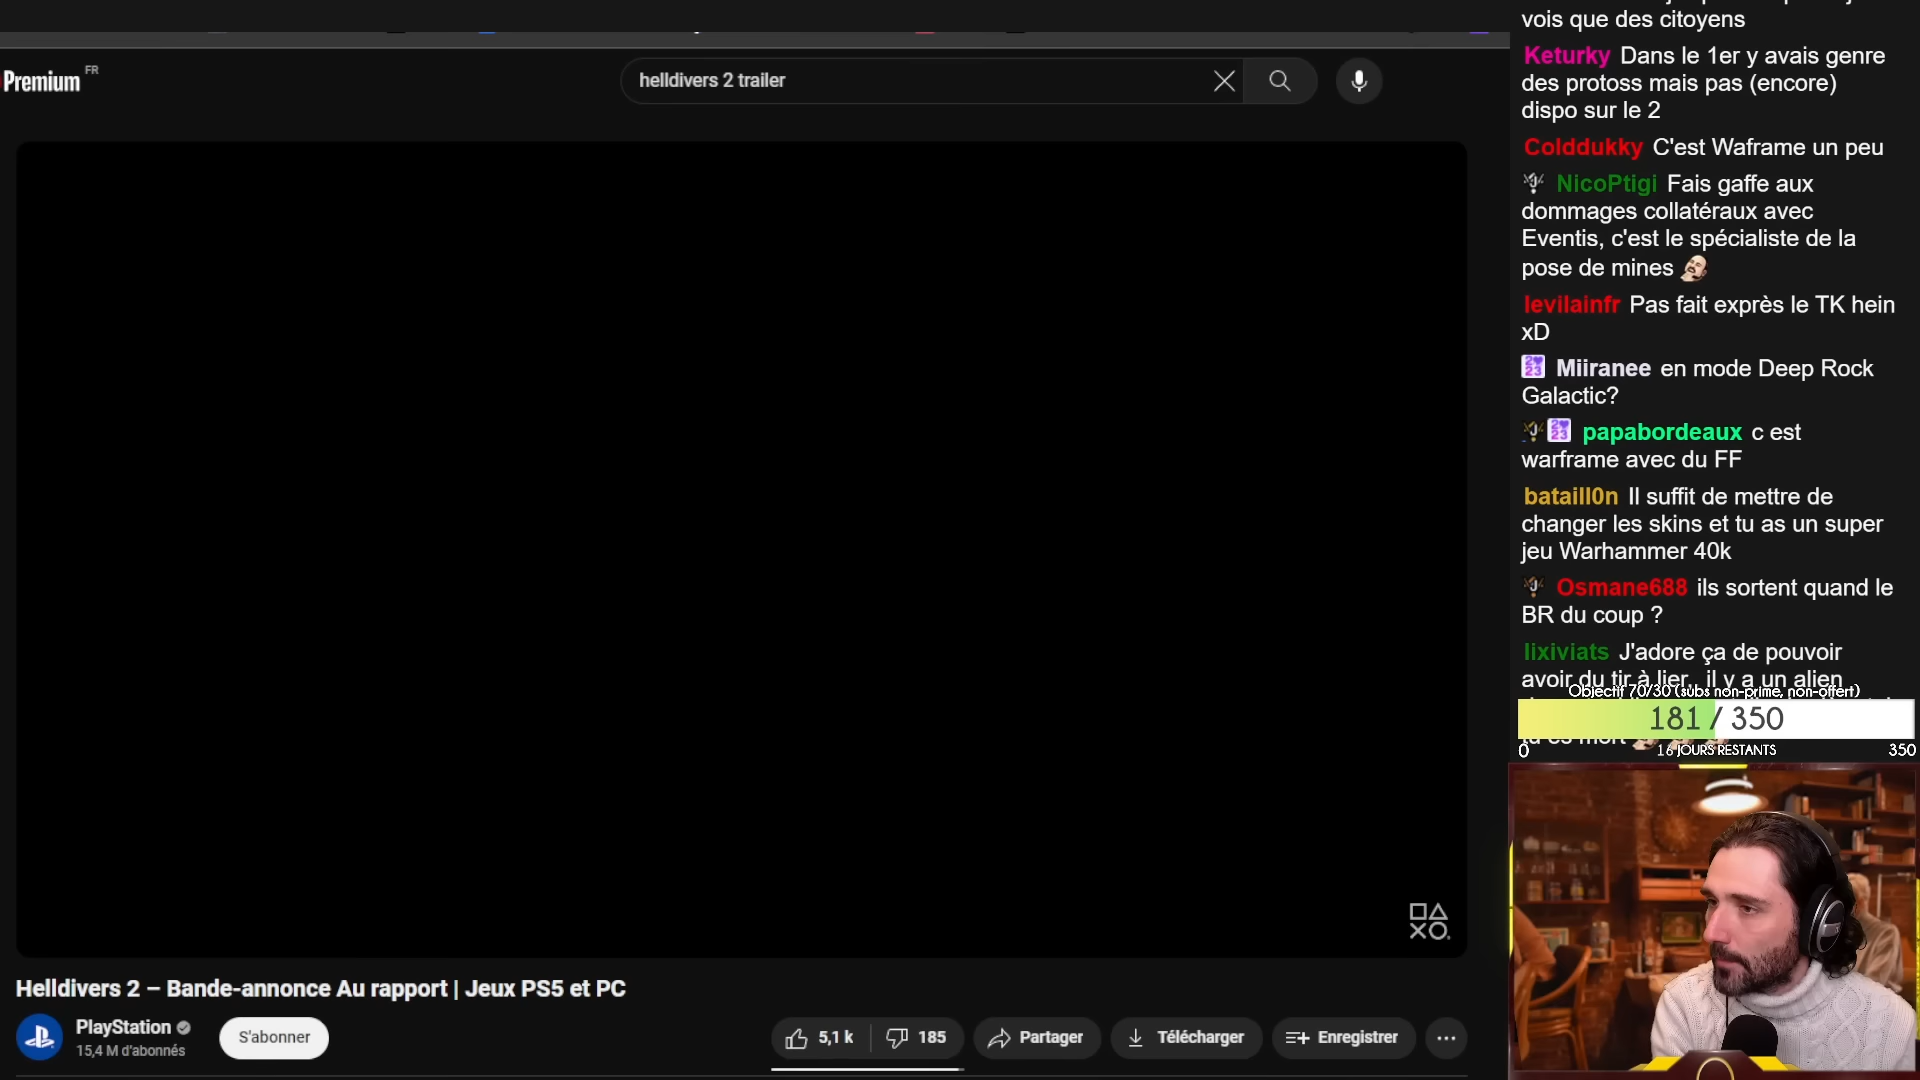 Premium FR
helldivers 2 trailer
vois que des citoyens
Keturky Dans le 1er y avais genre
des protoss mais pas (encore)
dispo sur le 2
Colddukky C'est Waframe un peu
NicoPtigi Fais gaffe aux
dommages collatéraux avec
Eventis, c'est le spécialiste de la
pose de mines
levilainfr Pas fait exprès le TK hein
xD
Miiranee en mode Deep Rock
Galactic?
papabordeaux c est
warframe avec du FF
bataill0n Il suffit de mettre de
changer les skins et tu as un super
jeu Warhammer 40k
Osmane688 ils sortent quand le
BR du coup ?
lixiviats J'adore ça de pouvoir
avoir du tir à lier, il y a un alien
Objectif 70/30 (subs non-prime, non-offert)
181 / 350
tu es mort
0 16 JOURS RESTANTS 350
Helldivers 2 – Bande-annonce Au rapport | Jeux PS5 et PC
PlayStation
15,4 M d'abonnés
S'abonner
5,1 k
185
Partager
Télécharger
Enregistrer